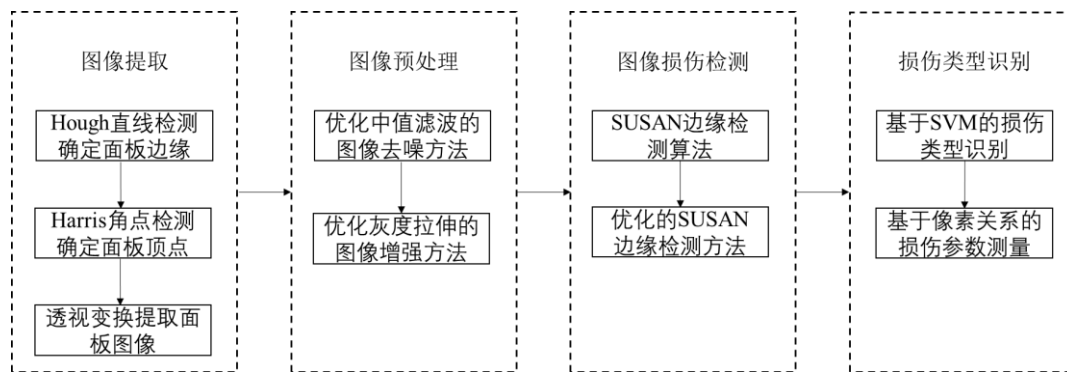 图像提取
Hough直线检测
确定面板边缘
Harris角点检测
确定面板顶点
透视变换提取面
板图像
图像预处理
优化中值滤波的
图像去噪方法
优化灰度拉伸的
图像增强方法
图像损伤检测
SUSAN边缘检
测算法
优化的SUSAN
边缘检测方法
损伤类型识别
基于SVM的损伤
类型识别
基于像素关系的
损伤参数测量